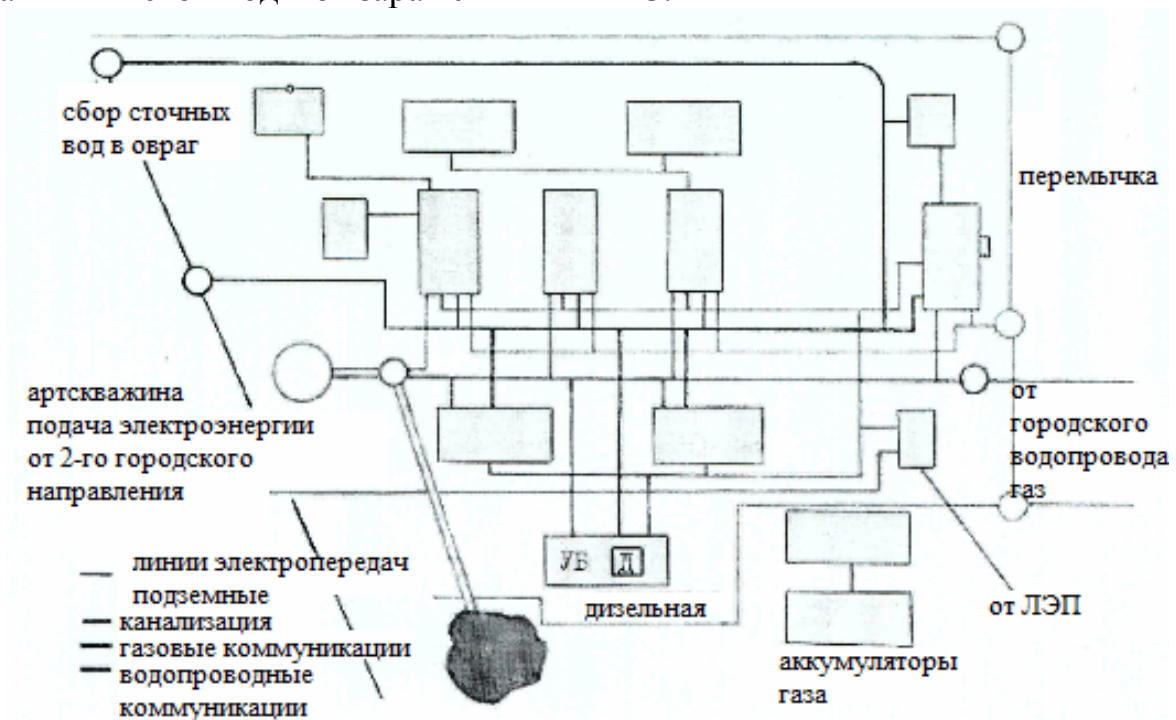 сбор сточных
вод в овраг
перемычка
артскважина
подача электроэнергии
от 2-го городского
направления
от
городского
водопровода
газ
линии электропередач
подземные
канализация
газовые коммуникации
водопроводные
коммуникации
УБ Д
дизельная
от ЛЭП
аккумуляторы
газа